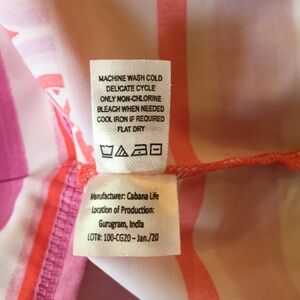 MACHINE WASH COLD
DELICATE CYCLE
ONLY NON-CHLORINE
BLEACH WHEN NEEDED
COOL IRON IF REQUIRED
FLAT DRY
Manufacturer: Cabana Life
Location of Production:
Gurugram, India
LOT#: 100-CG20 – Jan./20